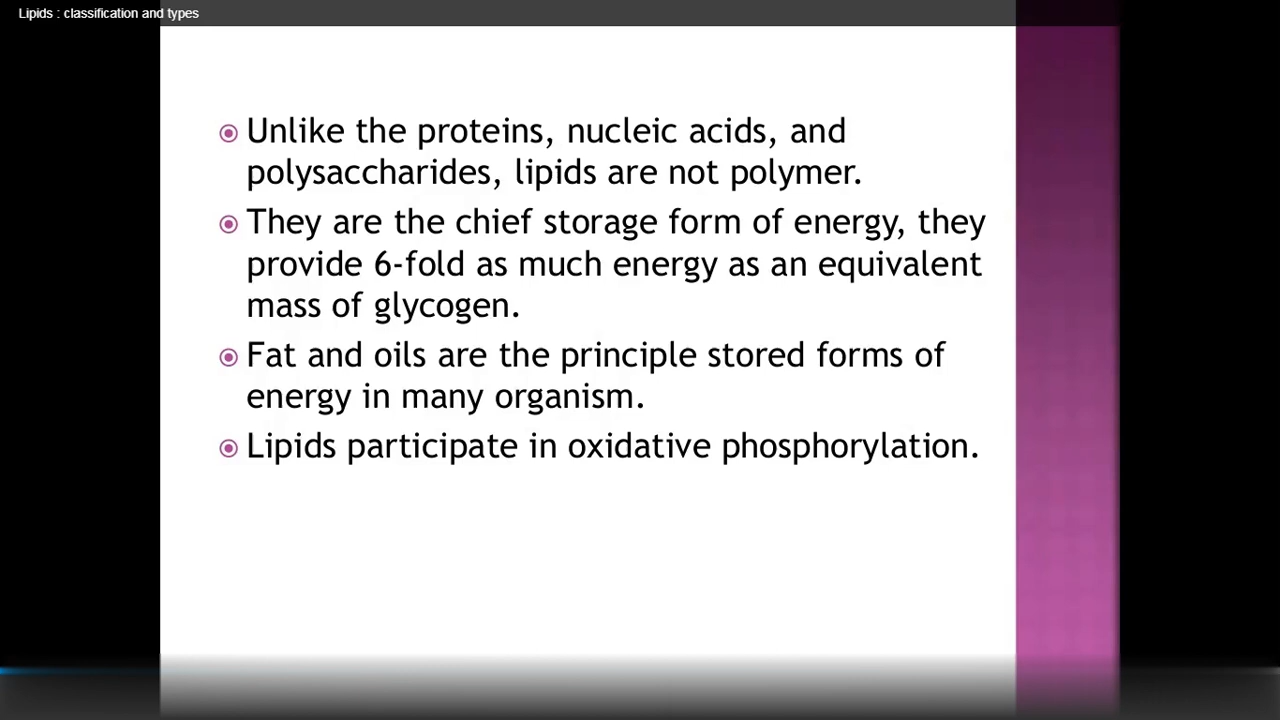 Lipids : classification and types
Unlike the proteins, nucleic acids, and
polysaccharides, lipids are not polymer.
They are the chief storage form of energy, they
provide 6-fold as much energy as an equivalent
mass of glycogen.
Fat and oils are the principle stored forms of
energy in many organism.
Lipids participate in oxidative phosphorylation.